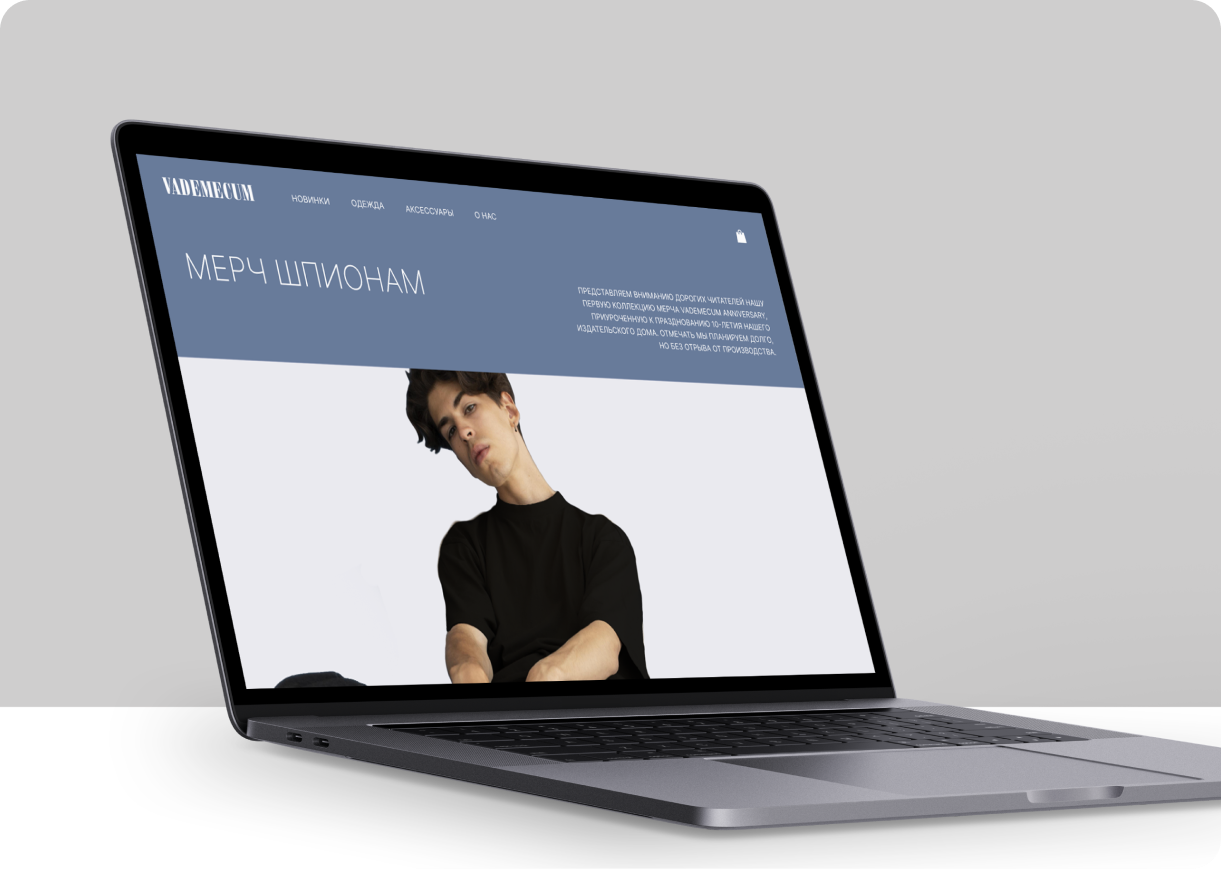 VADEMECUM
НОВИНКИ ОДЕЖДА АКСЕССУАРЫ О НАС
МЕРЧ ШПИОНАМ
ПРЕДСТАВЛЯЕМ ВНИМАНИЮ ДОРОГИХ ЧИТАТЕЛЕЙ НАШУ
ПЕРВУЮ КОЛЛЕКЦИЮ МЕРЧА VADEMECUM ANNIVERSARY,
ПРИУРОЧЕННУЮ К ПРАЗДНОВАНИЮ 10-ЛЕТИЯ НАШЕГО
ИЗДАТЕЛЬСКОГО ДОМА. ОТМЕЧАТЬ МЫ ПЛАНИРУЕМ ДОЛГО,
НО БЕЗ ОТРЫВА ОТ ПРОИЗВОДСТВА.